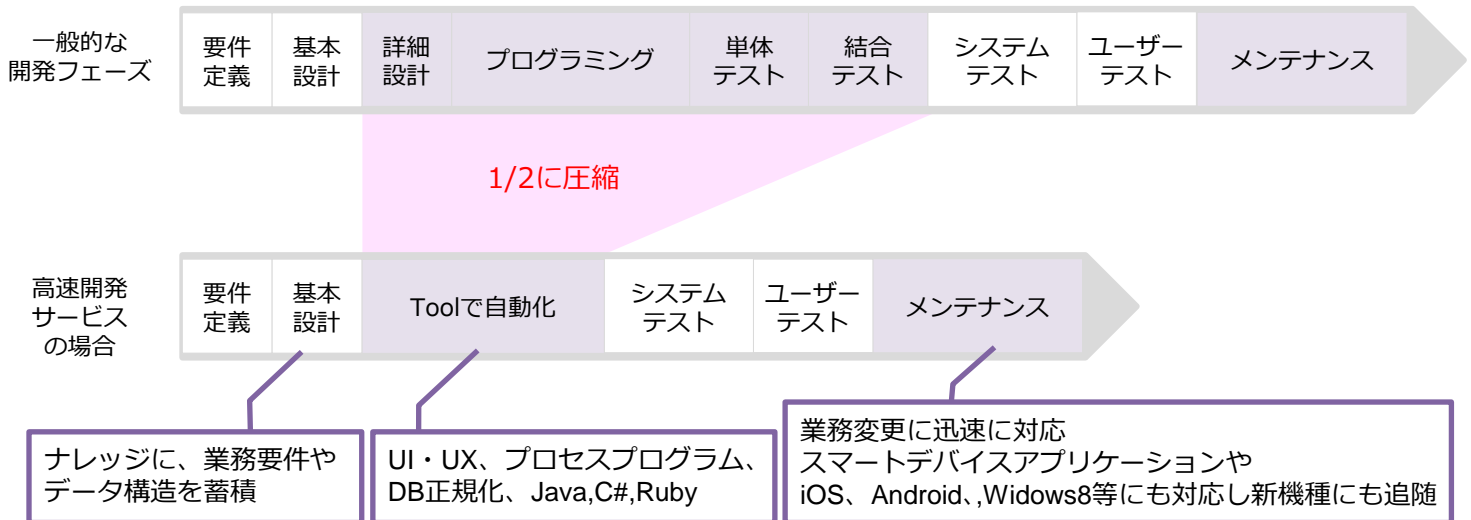 一般的な
開発フェーズ
要件
定義
基本
設計
詳細
設計
プログラミング
単体
テスト
結合
テスト
システム
テスト
ユーザー
テスト
メンテナンス
1/2に圧縮
高速開発
サービス
の場合
要件
定義
基本
設計
Toolで自動化
システム
テスト
ユーザー
テスト
メンテナンス
ナレッジに、業務要件や
データ構造を蓄積
UI・UX、プロセスプログラム、
DB正規化、Java,C#,Ruby
業務変更に迅速に対応
スマートデバイスアプリケーションや
iOS、Android、,Widows8等にも対応し新機種にも追随